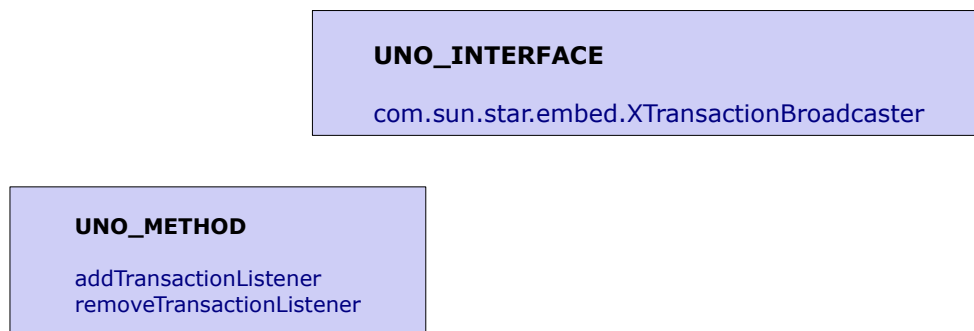 UNO_INTERFACE
com.sun.star.embed.XTransactionBroadcaster
UNO_METHOD
addTransactionListener
removeTransactionListener